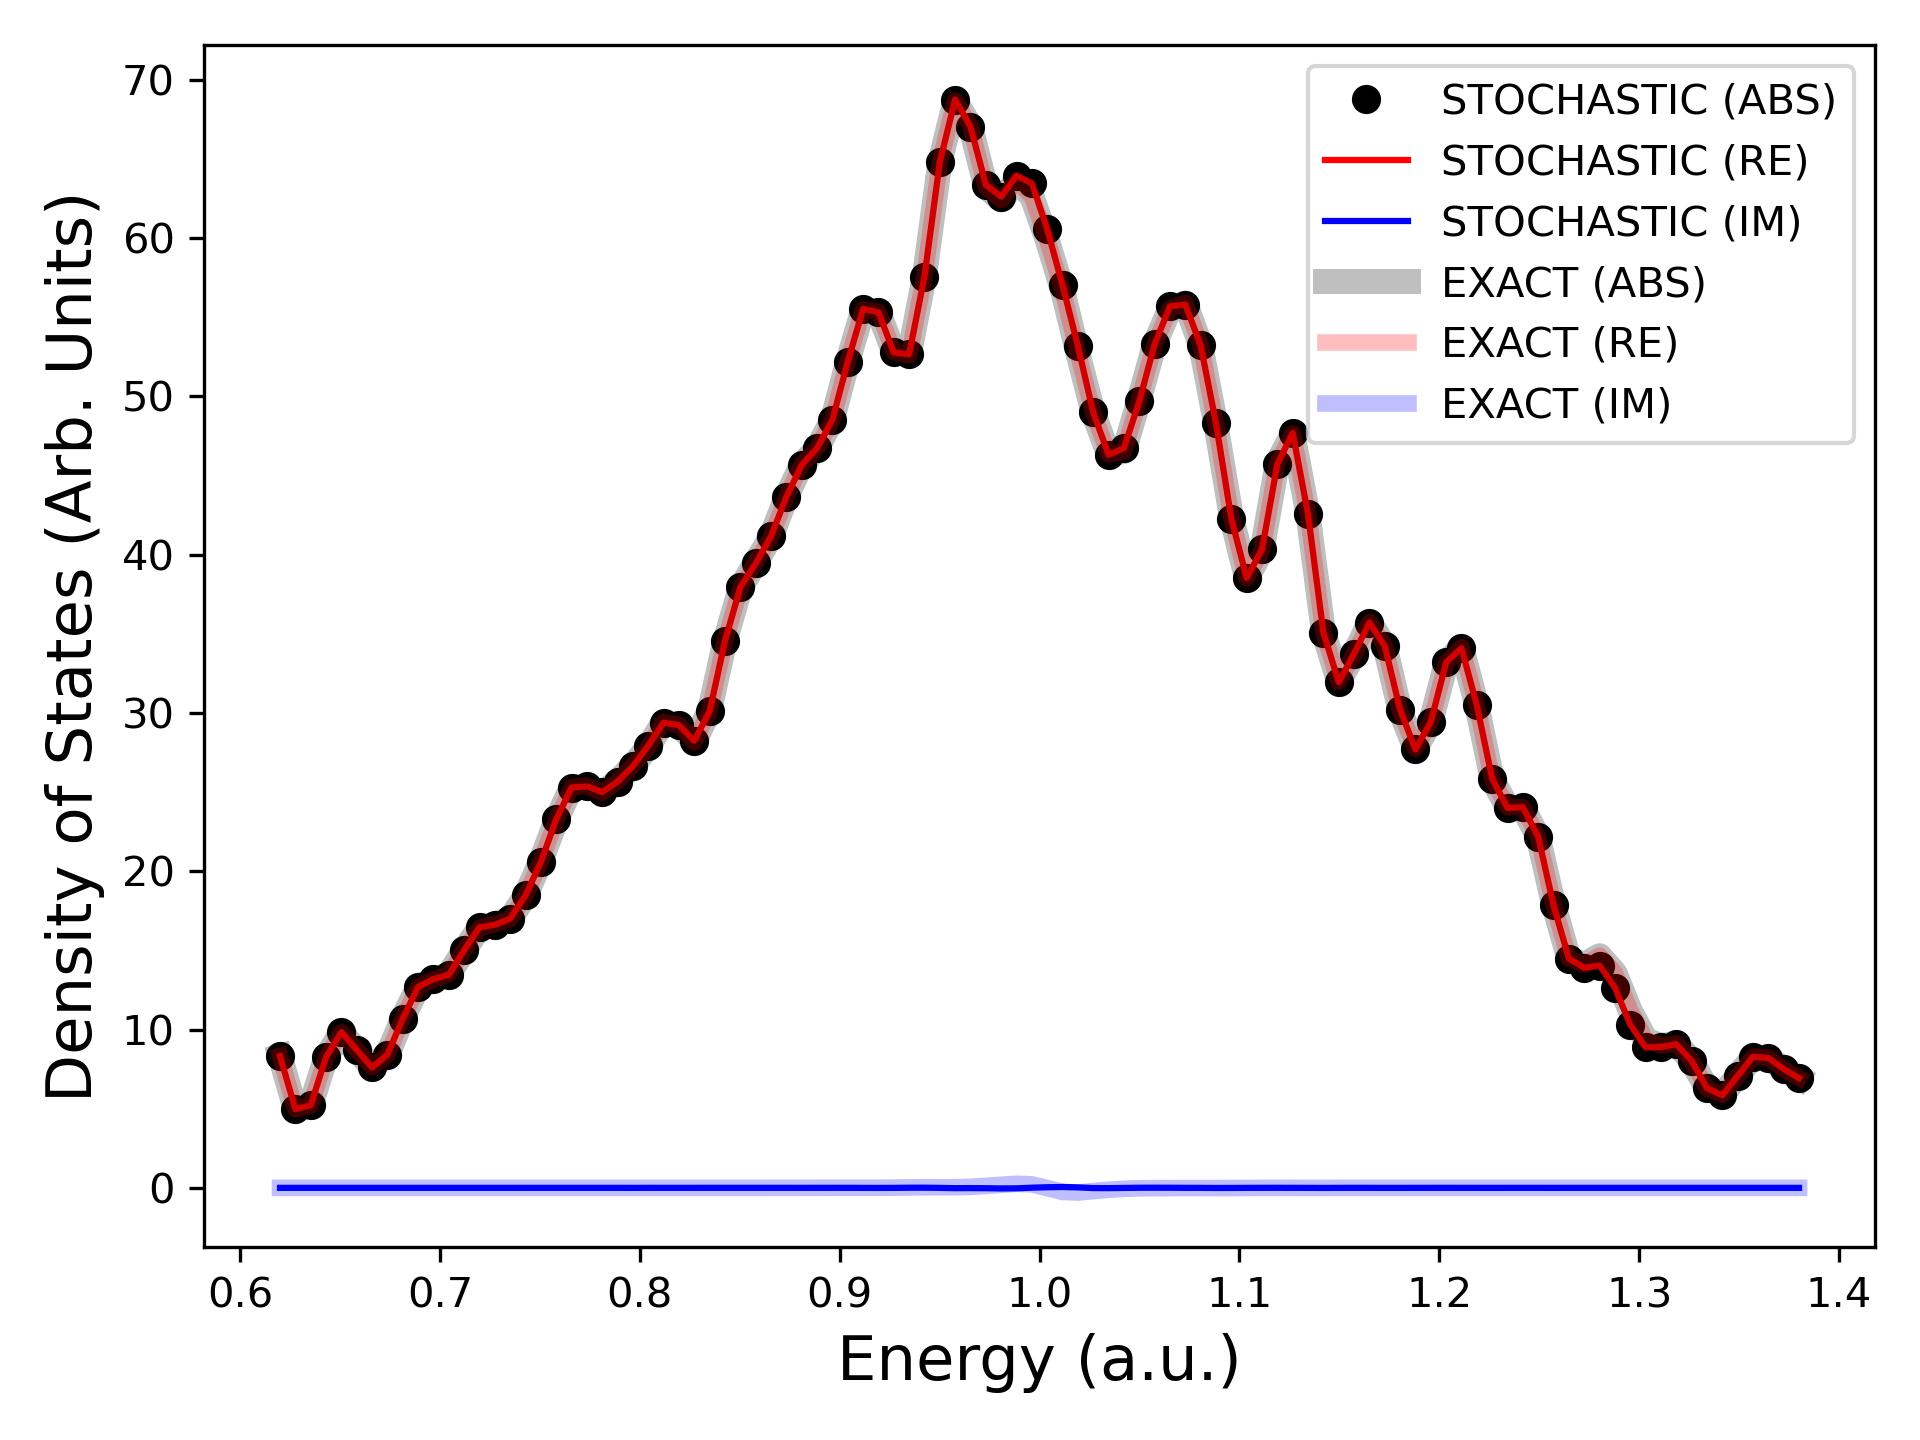 70
60
50
40
30
20
10
0
Density of States (Arb. Units)
STOCHASTIC (ABS)
STOCHASTIC (RE)
STOCHASTIC (IM)
EXACT (ABS)
EXACT (RE)
EXACT (IM)
0.6 0.7 0.8 0.9 1.0 1.1 1.2 1.3 1.4
Energy (a.u.)